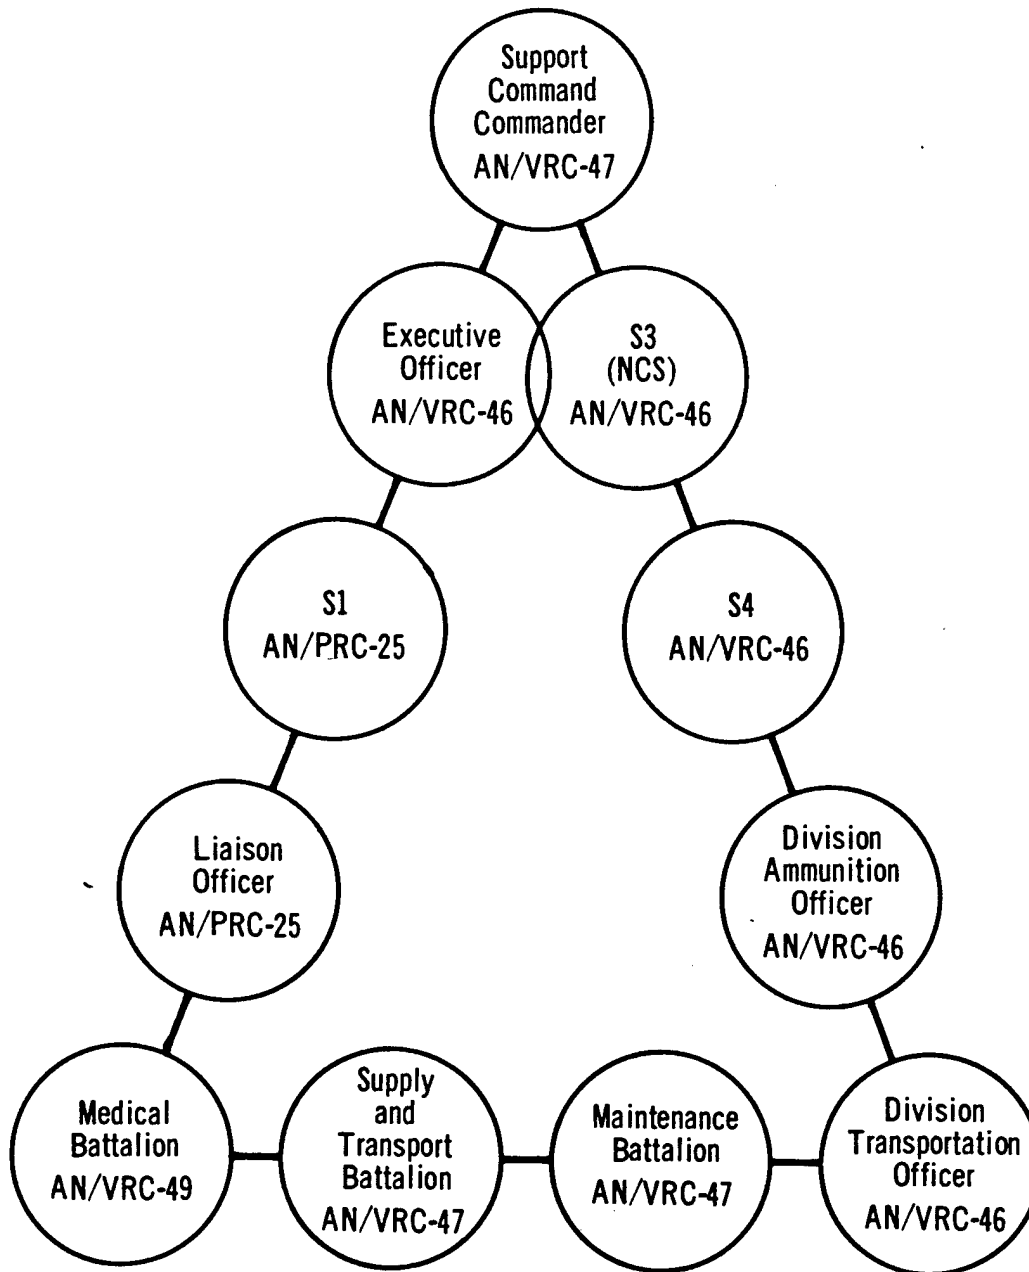 Support
Command
Commander
AN/VRC-47
Executive
Officer
AN/VRC-46
S3
(NCS)
AN/VRC-46
S1
AN/PRC-25
S4
AN/VRC-46
Liaison
Officer
AN/PRC-25
Division
Ammunition
Officer
AN/VRC-46
Medical
Battalion
AN/VRC-49
Supply
and
Transport
Battalion
AN/VRC-47
Maintenance
Battalion
AN/VRC-47
Division
Transportation
Officer
AN/VRC-46